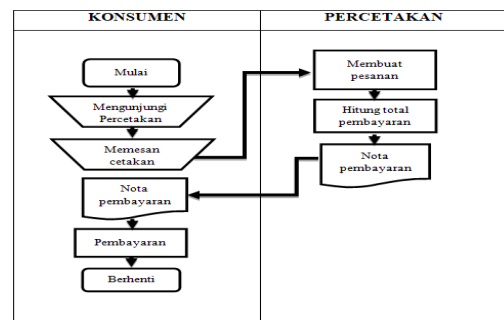 KONSUMEN
PERCETAKAN
Mulai
Mengunjungi
Percetakan
Memesan
cetakan
Membuat
pesanan
Hitung total
pembayaran
Nota
pembayaran
Nota
pembayaran
Pembayaran
Berhenti